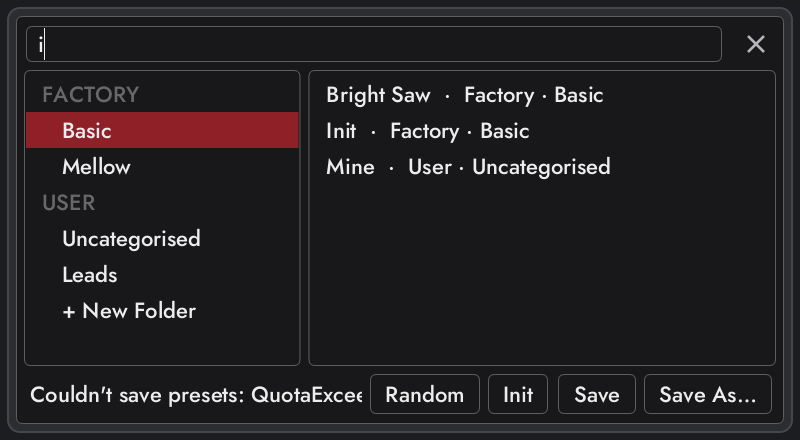 i
FACTORY
Basic
Mellow
USER
Uncategorised
Leads
+ New Folder
Bright Saw · Factory · Basic
Init · Factory · Basic
Mine · User · Uncategorised
Couldn't save presets: QuotaExcee
Random
Init
Save
Save As...